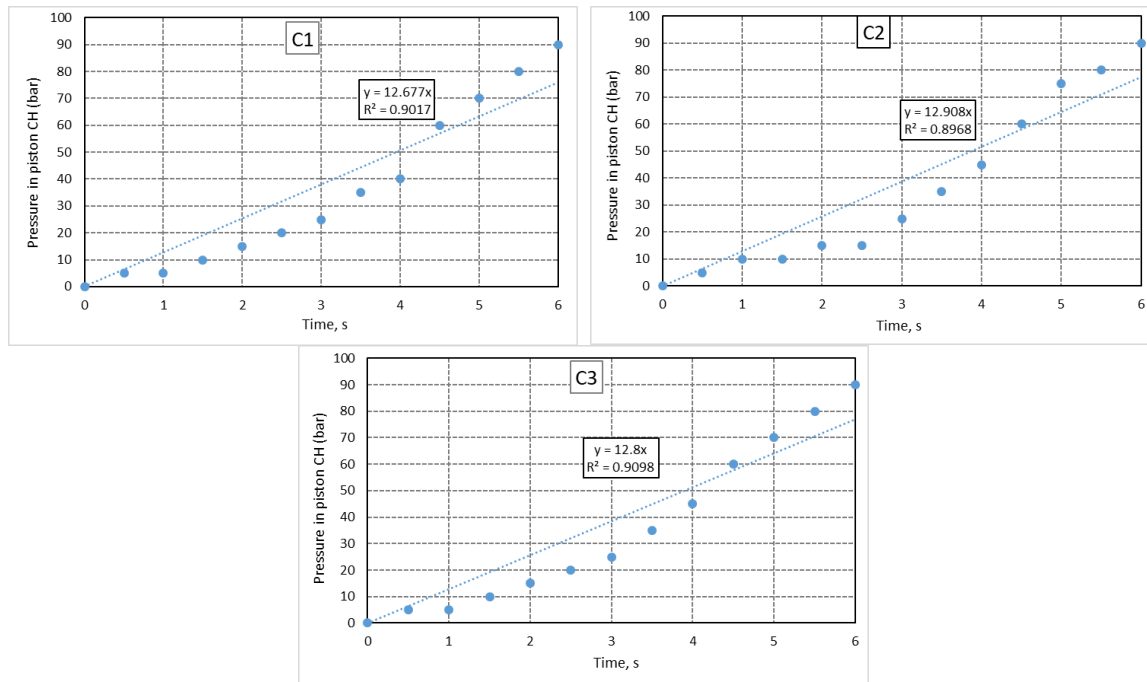 C1
Pressure in piston CH (bar)
100
90
80
70
60
50
40
30
20
10
0
y = 12.677x
R² = 0.9017
0 1 2 3 4 5 6
Time, s
C2
Pressure in piston CH (bar)
100
90
80
70
60
50
40
30
20
10
0
y = 12.908x
R² = 0.8968
0 1 2 3 4 5 6
Time, s
C3
Pressure in piston CH (bar)
100
90
80
70
60
50
40
30
20
10
0
y = 12.8x
R² = 0.9098
0 1 2 3 4 5 6
Time, s